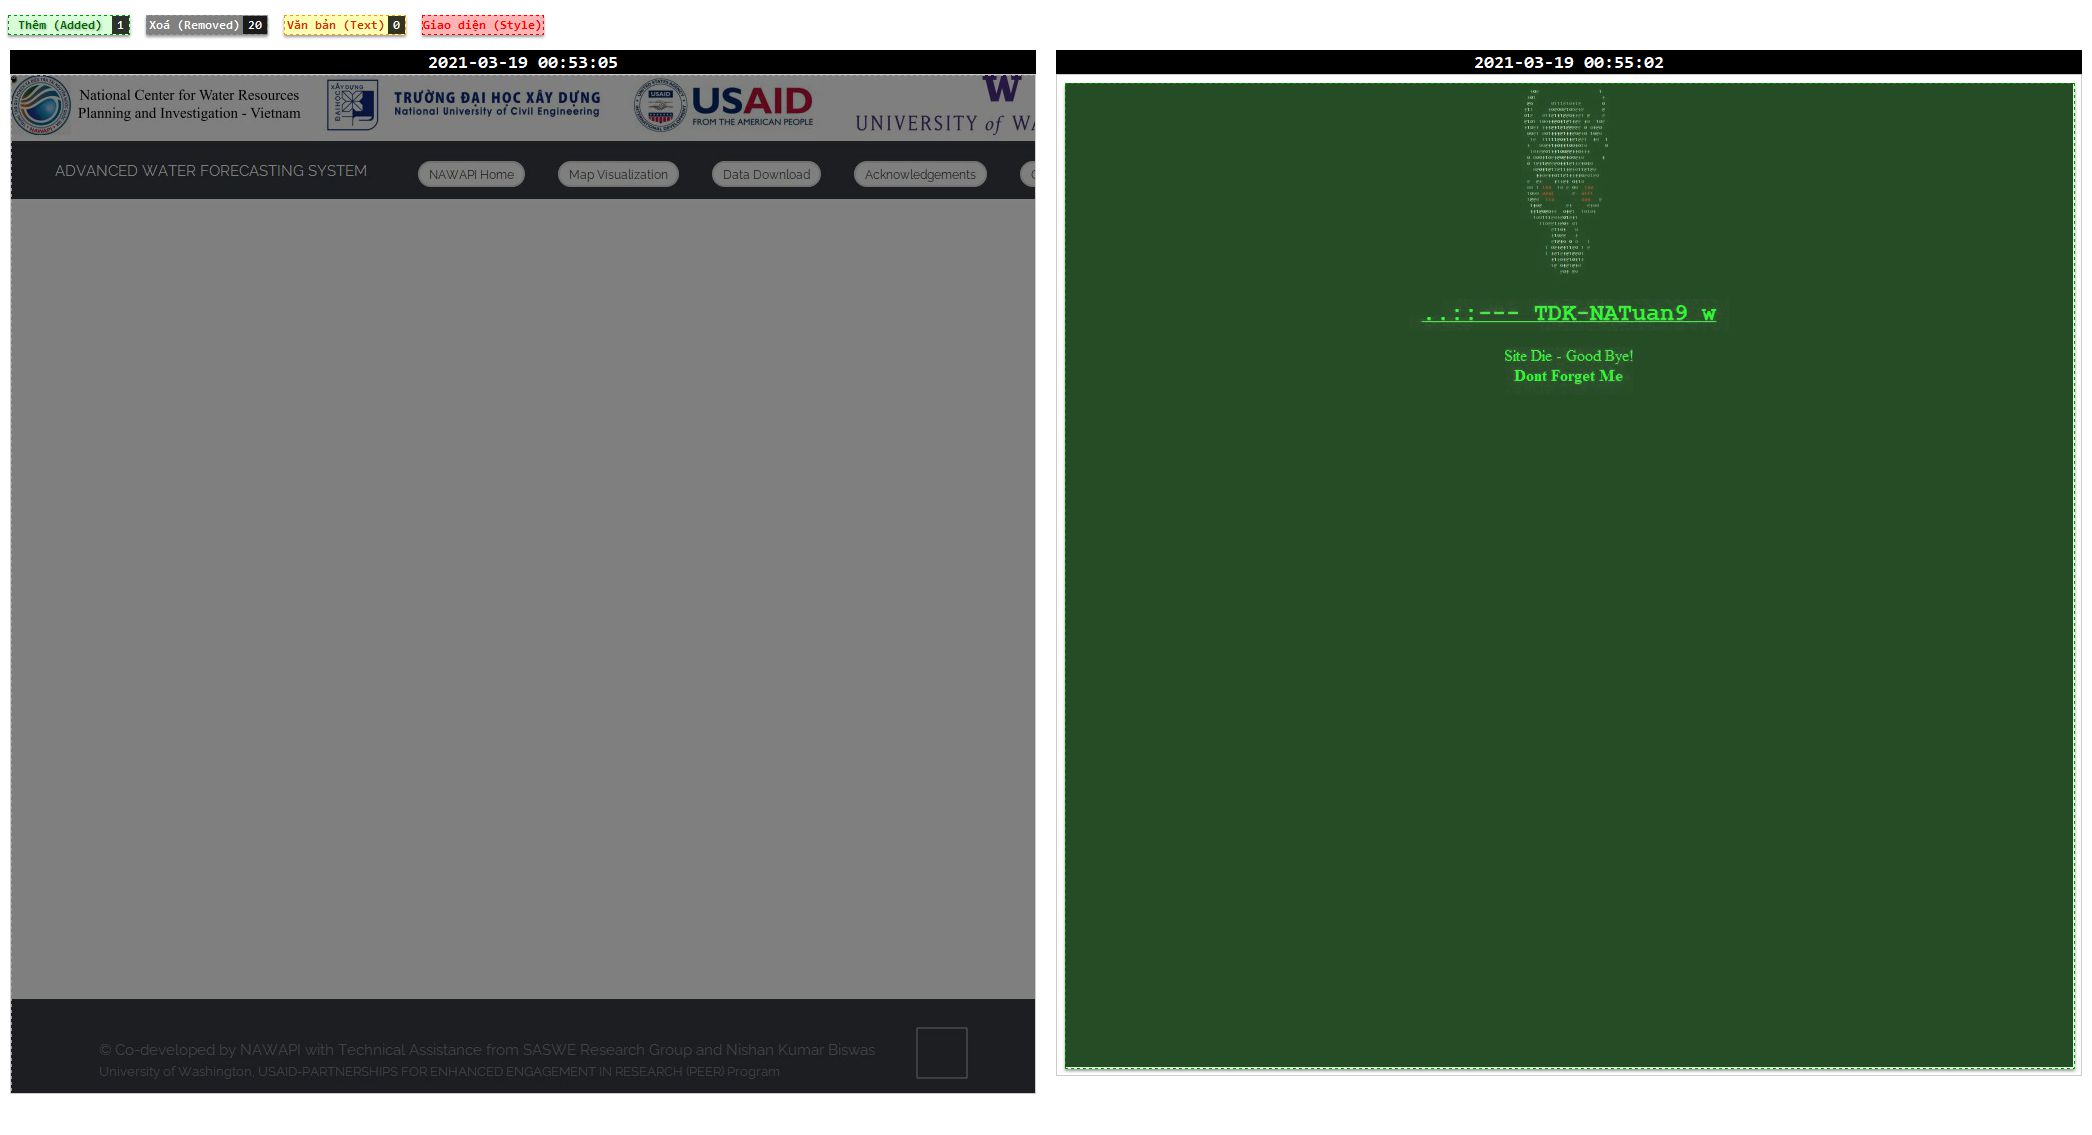 Thêm (Added) 1
Xoá (Removed) 20
Văn bản (Text) 0
Giao diện (Style)
2021-03-19 00:53:05
National Center for Water Resources
Planning and Investigation - Vietnam
XÂY DỰNG
ĐẠI HỌC
TRƯỜNG ĐẠI HỌC XÂY DỰNG
National University of Civil Engineering
USAID
USAID
FROM THE AMERICAN PEOPLE
W
UNIVERSITY of WA
ADVANCED WATER FORECASTING SYSTEM
NAWAPI Home
Map Visualization
Data Download
Acknowledgements
© Co-developed by NAWAPI with Technical Assistance from SASWE Research Group and Nishan Kumar Biswas
University of Washington, USAID-PARTNERSHIPS FOR ENHANCED ENGAGEMENT IN RESEARCH (PEER) Program
2021-03-19 00:55:02
..::--- TDK-NATuan9 w
Site Die - Good Bye!
Dont Forget Me